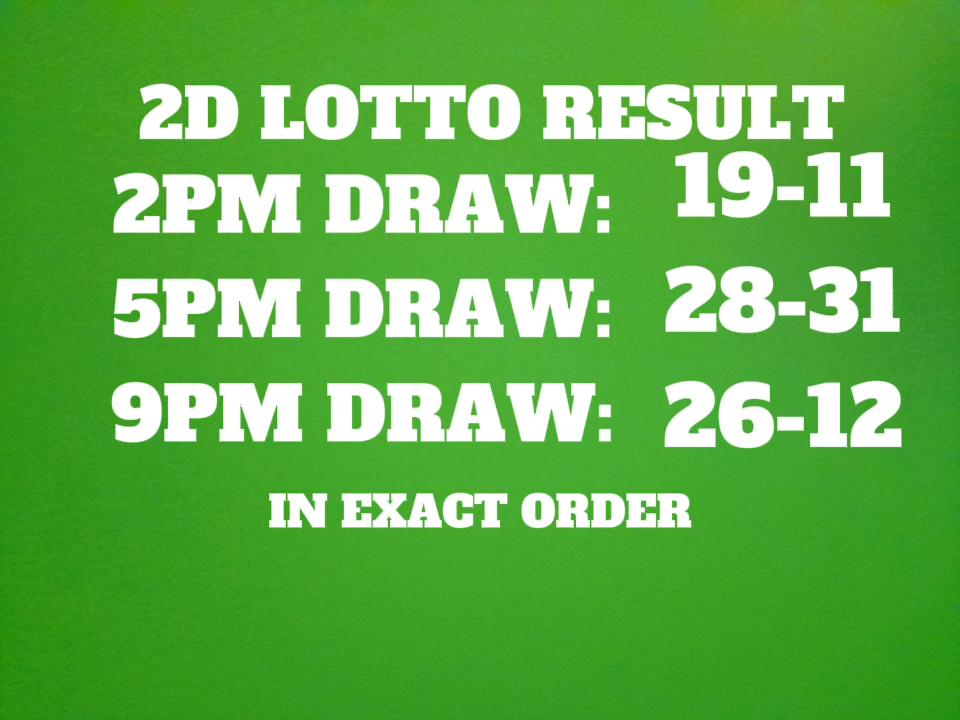 2D LOTTO RESULT
2PM DRAW: 19-11
5PM DRAW: 28-31
9PM DRAW: 26-12
IN EXACT ORDER